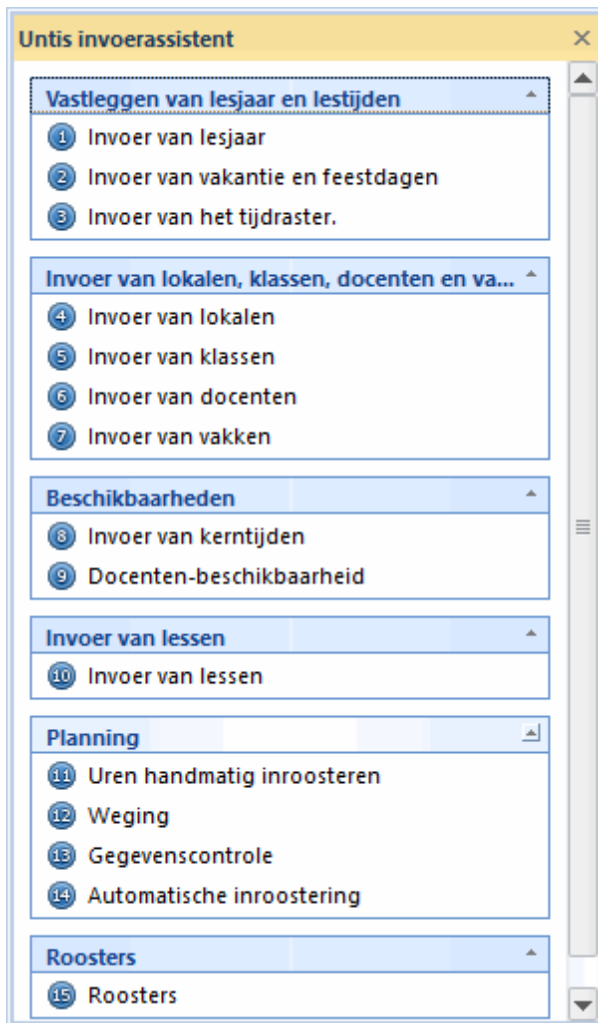 Untis invoerassistent
Vastleggen van lesjaar en lestijden
1 Invoer van lesjaar
2 Invoer van vakantie en feestdagen
3 Invoer van het tijdraster.
Invoer van lokalen, klassen, docenten en va...
4 Invoer van lokalen
5 Invoer van klassen
6 Invoer van docenten
7 Invoer van vakken
Beschikbaarheden
8 Invoer van kerntijden
9 Docenten-beschikbaarheid
Invoer van lessen
10 Invoer van lessen
Planning
11 Uren handmatig inroosteren
12 Weging
13 Gegevenscontrole
14 Automatische inroostering
Roosters
15 Roosters